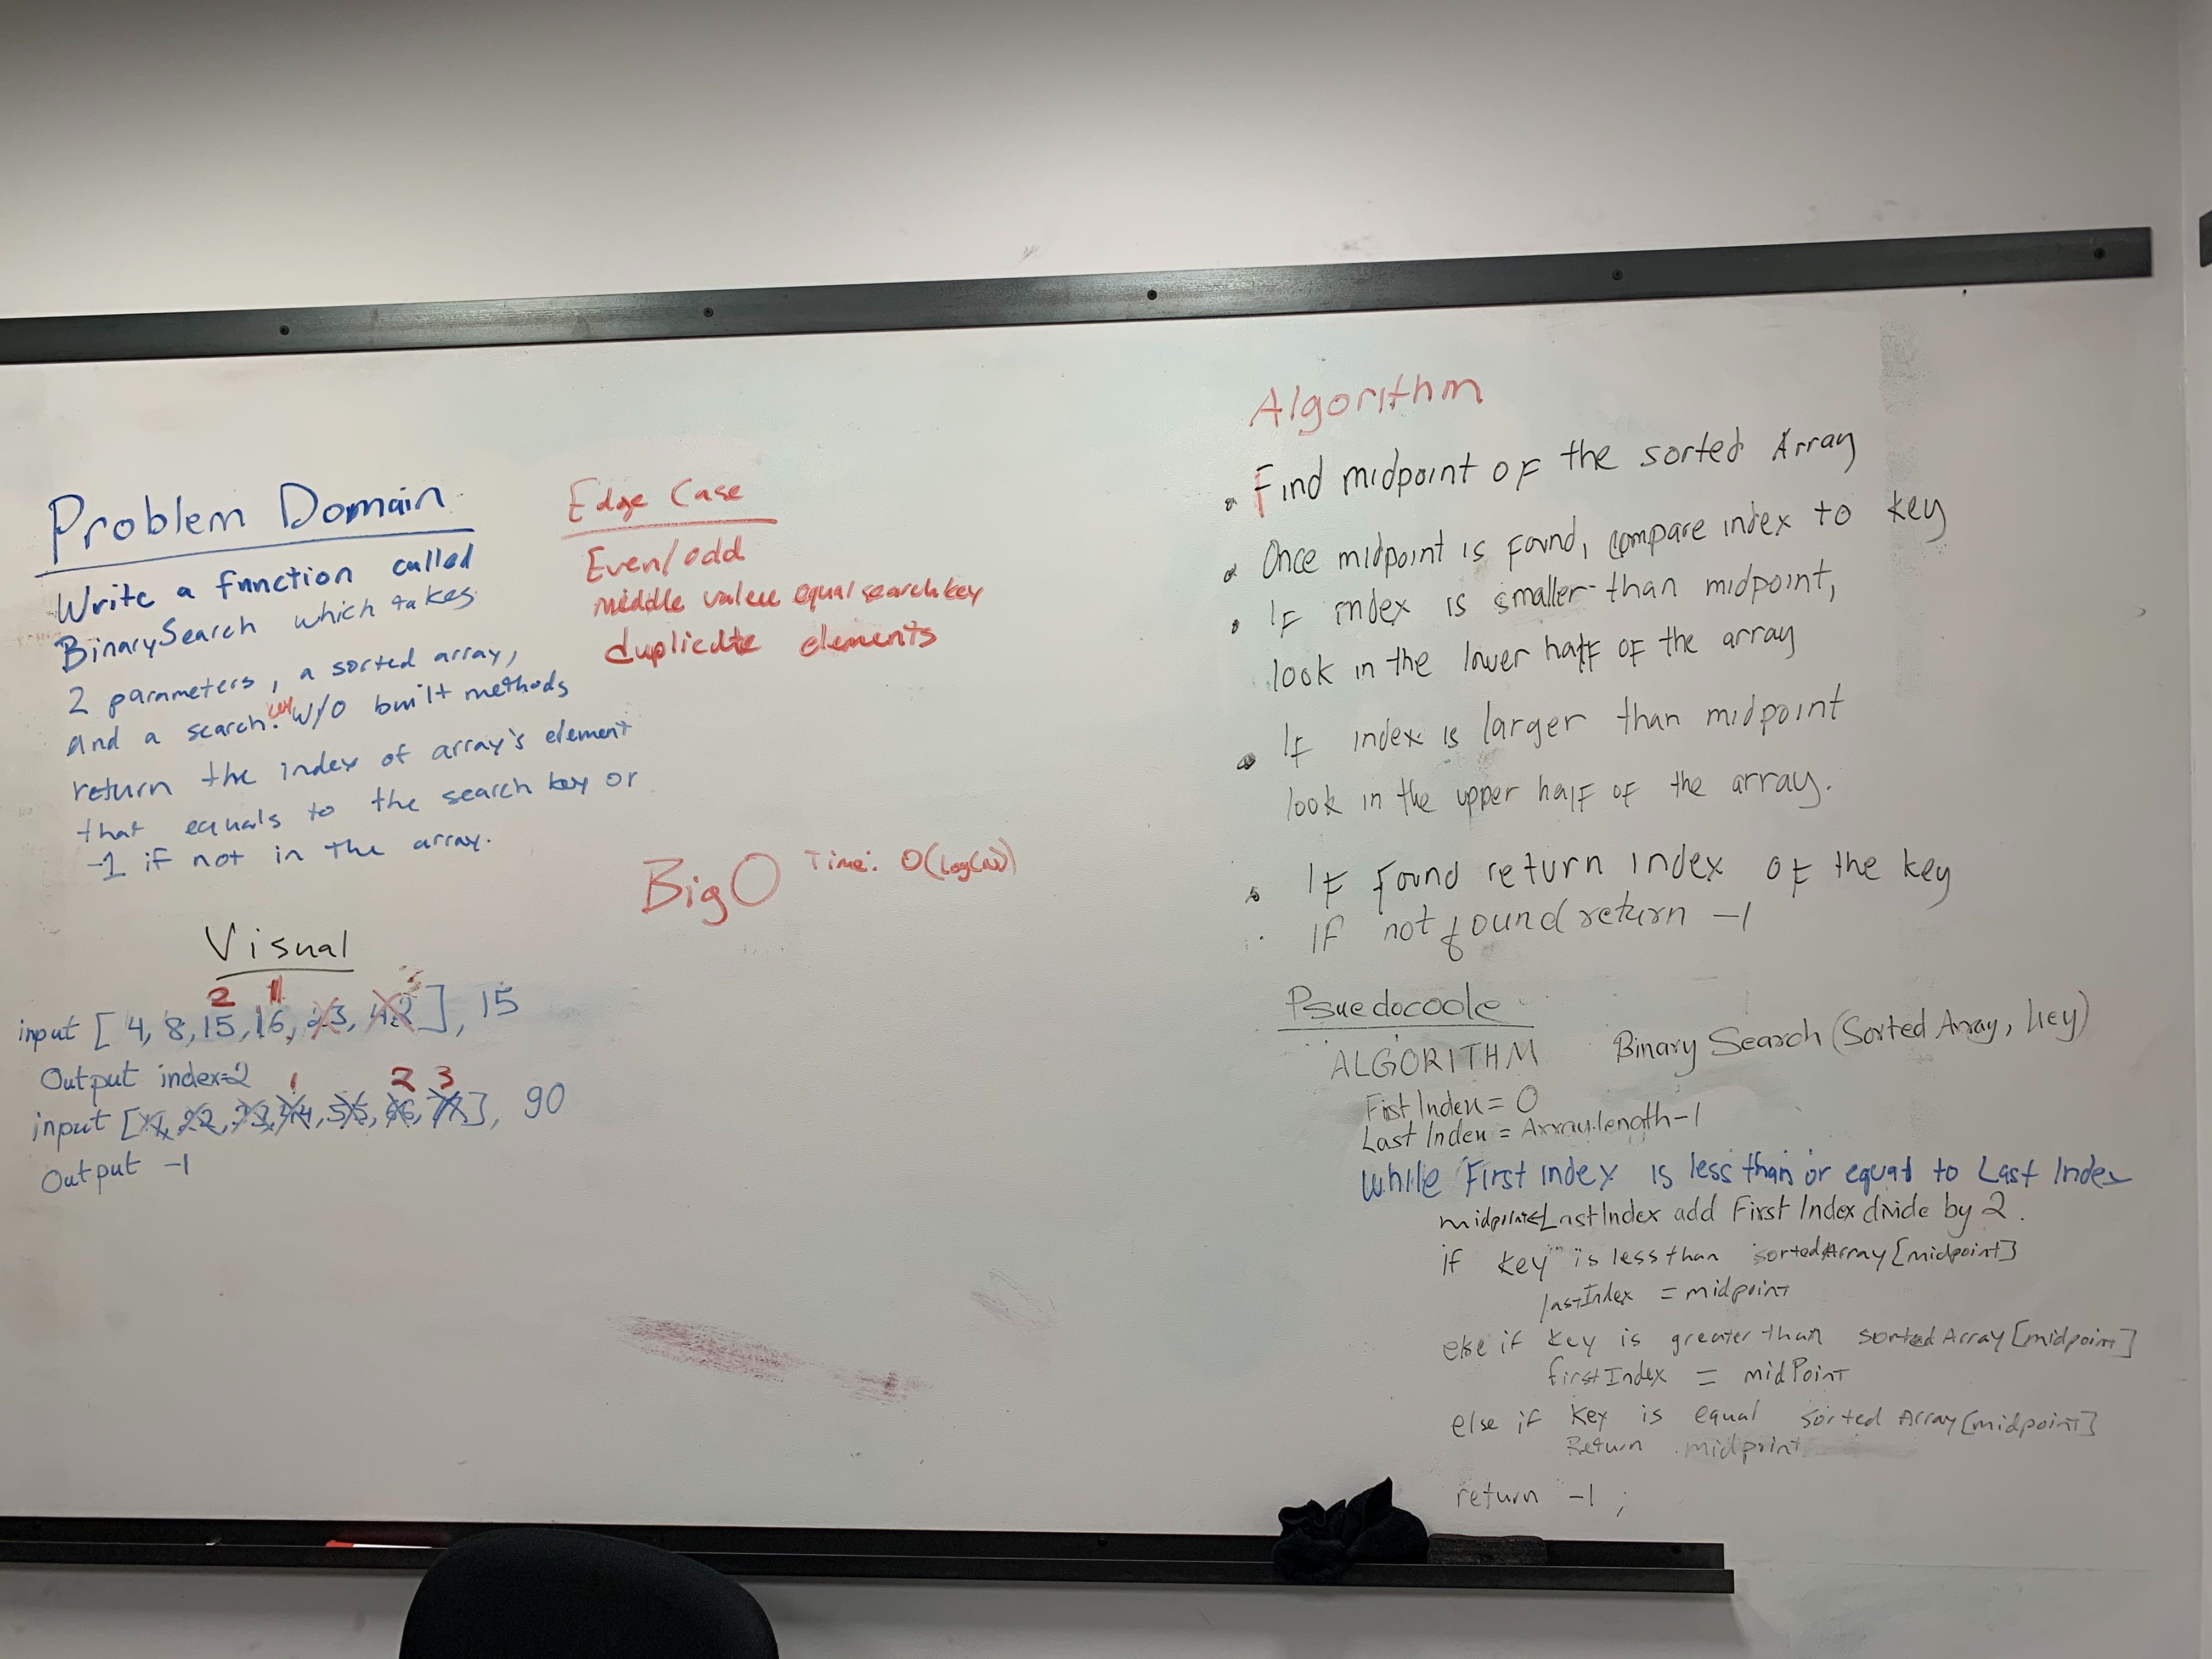 Problem Domain
Write a function called
BinarySearch which takes
2 parameters, a sorted array,
And a search key w/o built methods
return the index of array's element
that equals to the search key or
-1 if not in the array.
Edge Case
Even/odd
middle value equal search key
duplicate elements
Big O Time: O(log(n))
Visual
2 1
input [4, 8, 15, 16, 23, 42], 15
Output index=2
1 2 3
input [11, 22, 33, 44, 55, 66, 77], 90
Output -1
Algorithm
Find midpoint of the sorted Array
Once midpoint is found, compare index to key
If index is smaller than midpoint,
look in the lower half of the array
If index is larger than midpoint
look in the upper half of the array.
If found return index of the key
If not found return -1
Psuedocode
ALGORITHM Binary Search (Sorted Array, key)
First Index = 0
Last Index = Array.length-1
While First index is less than or equal to Last Index
midpoint=LastIndex add First Index divide by 2.
if key is less than sortedArray[midpoint]
lastIndex = midpoint
else if key is greater than sortedArray[midpoint]
firstIndex = midPoint
else if key is equal sorted Array[midpoint]
Return midpoint
return -1;